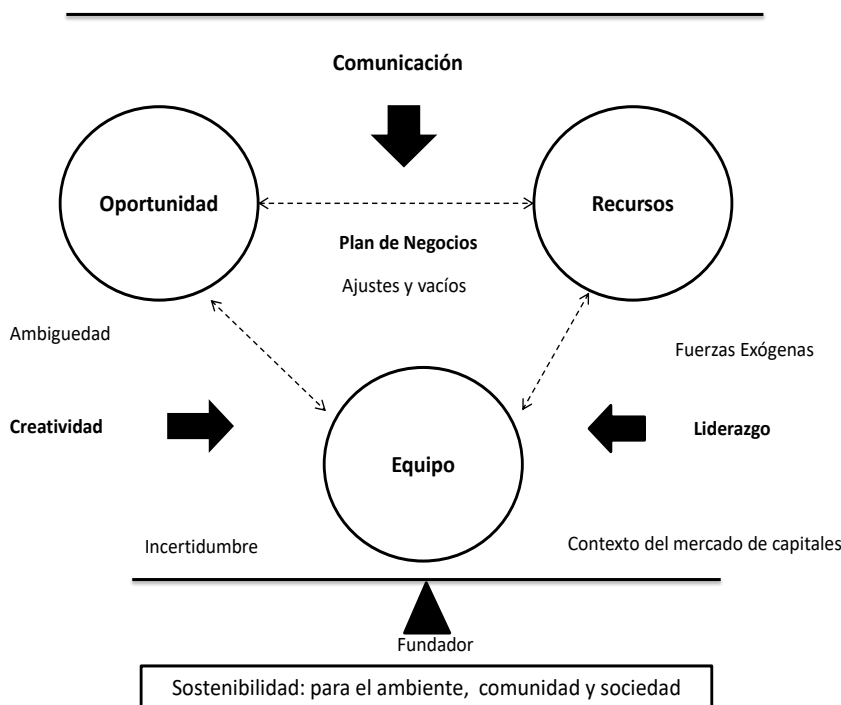 Comunicación
Oportunidad
Recursos
Plan de Negocios
Ajustes y vacíos
Ambiguedad
Fuerzas Exógenas
Creatividad
Liderazgo
Equipo
Incertidumbre
Contexto del mercado de capitales
Fundador
Sostenibilidad: para el ambiente, comunidad y sociedad